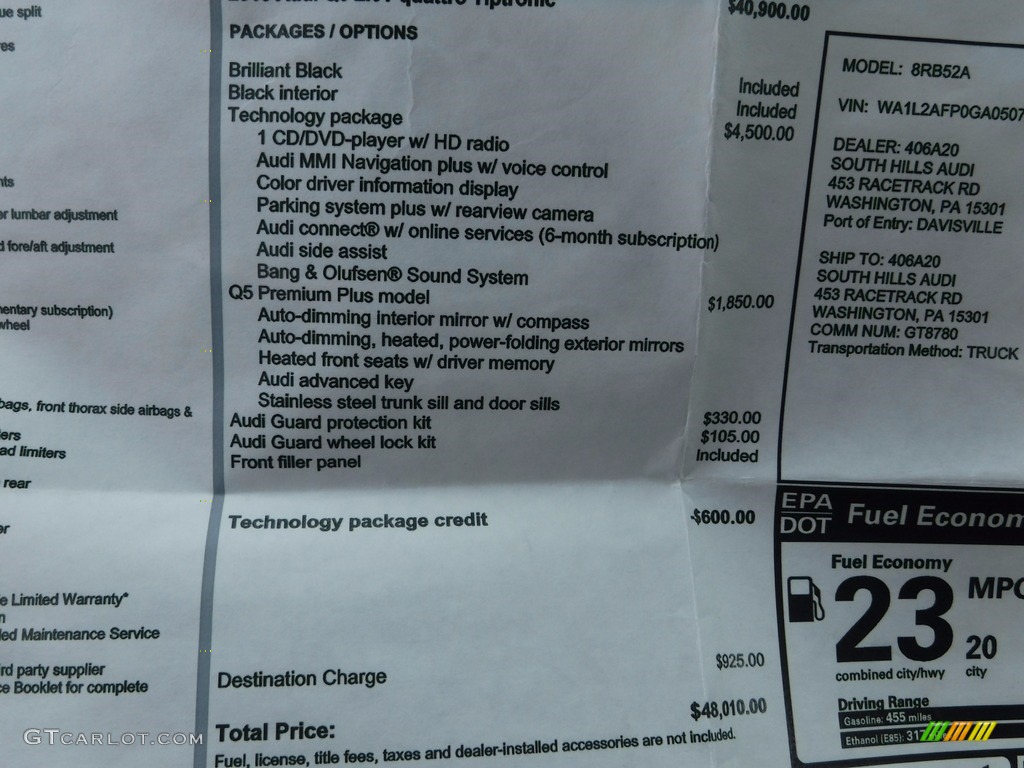 ue split
res
nts
er lumbar adjustment
d fore/aft adjustment
mentary subscription)
wheel
bags, front thorax side airbags &
ers
ad limiters
rear
er
e Limited Warranty*
n
led Maintenance Service
rd party supplier
ce Booklet for complete
quattro Tiptronic $40,900.00
PACKAGES / OPTIONS
Brilliant Black Included
Black interior Included
Technology package $4,500.00
1 CD/DVD-player w/ HD radio
Audi MMI Navigation plus w/ voice control
Color driver information display
Parking system plus w/ rearview camera
Audi connect® w/ online services (6-month subscription)
Audi side assist
Bang & Olufsen® Sound System
Q5 Premium Plus model $1,850.00
Auto-dimming interior mirror w/ compass
Auto-dimming, heated, power-folding exterior mirrors
Heated front seats w/ driver memory
Audi advanced key
Stainless steel trunk sill and door sills
Audi Guard protection kit $330.00
Audi Guard wheel lock kit $105.00
Front filler panel Included
Technology package credit -$600.00
Destination Charge $925.00
Total Price: $48,010.00
Fuel, license, title fees, taxes and dealer-installed accessories are not included.
MODEL: 8RB52A
VIN: WA1L2AFP0GA0507
DEALER: 406A20
SOUTH HILLS AUDI
453 RACETRACK RD
WASHINGTON, PA 15301
Port of Entry: DAVISVILLE
SHIP TO: 406A20
SOUTH HILLS AUDI
453 RACETRACK RD
WASHINGTON, PA 15301
COMM NUM: GT8780
Transportation Method: TRUCK
EPA
DOT
Fuel Econom
Fuel Economy
23 MPG
20
combined city/hwy city
Driving Range
Gasoline: 455 miles
Ethanol (E85): 317
GTCARLOT.COM